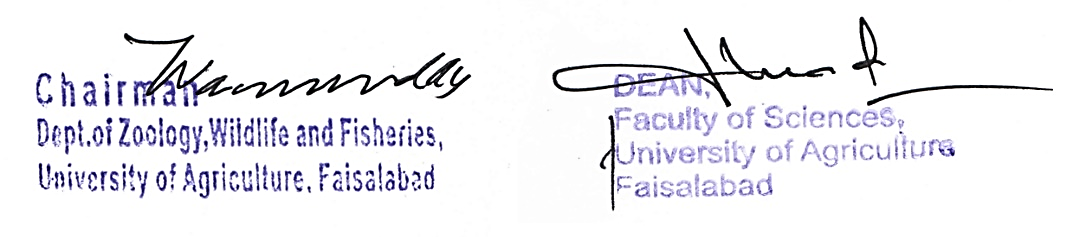 Chairman
Dept.of Zoology,Wildlife and Fisheries,
University of Agriculture, Faisalabad
DEAN,
Faculty of Sciences,
University of Agriculture
Faisalabad